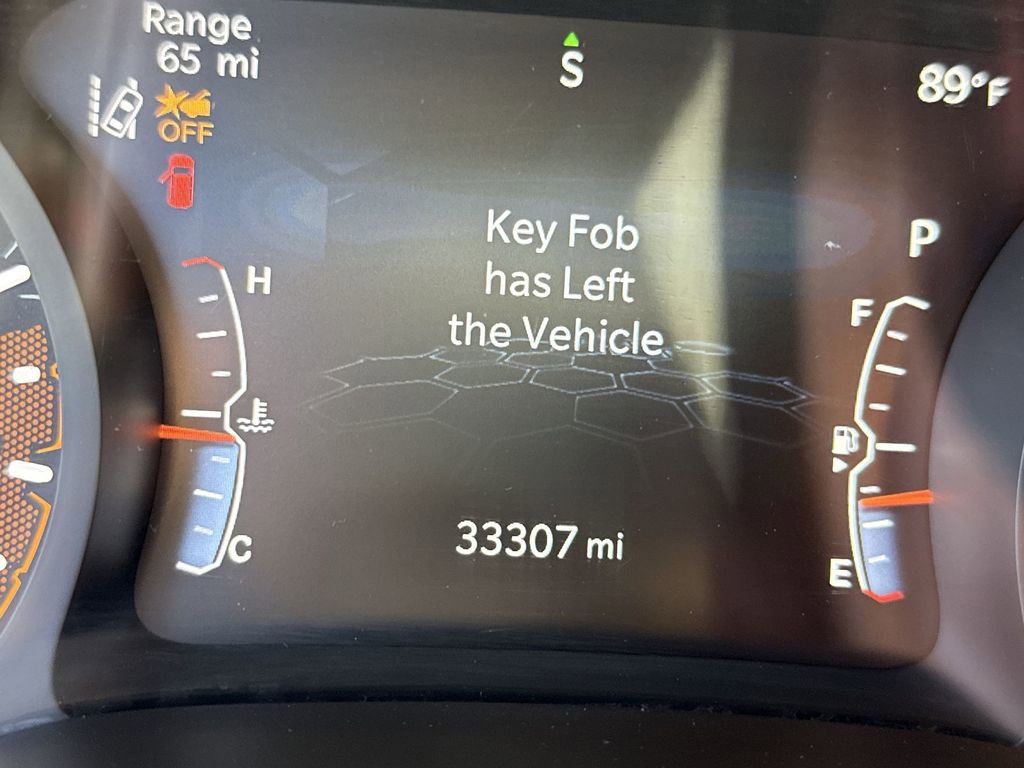 Range
65 mi
S
89°F
OFF
Key Fob
has Left
the Vehicle
P
H
F
C
E
33307 mi